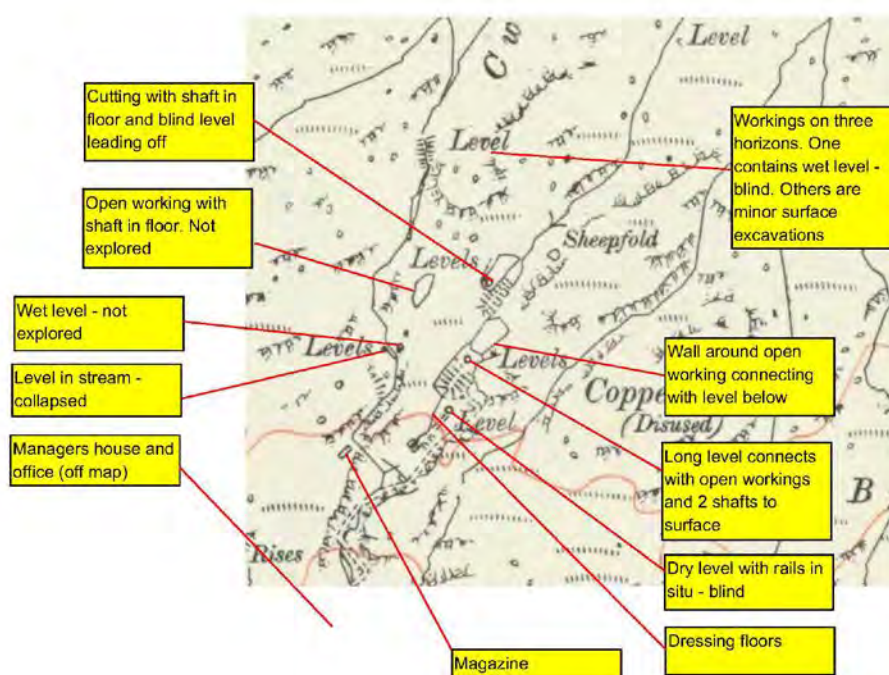 Level
C w
Cutting with shaft in
floor and blind level
leading off
Level
Workings on three
horizons. One
contains wet level -
blind. Others are
minor surface
excavations
Open working with
shaft in floor. Not
explored
Sheepfold
Levels
Wet level - not
explored
Levels
Levels
Wall around open
working connecting
with level below
Level in stream -
collapsed
Coppe
(Disused)
Level
Managers house and
office (off map)
Long level connects
with open workings
and 2 shafts to
surface
B
Rises
Dry level with rails in
situ - blind
Dressing floors
Magazine